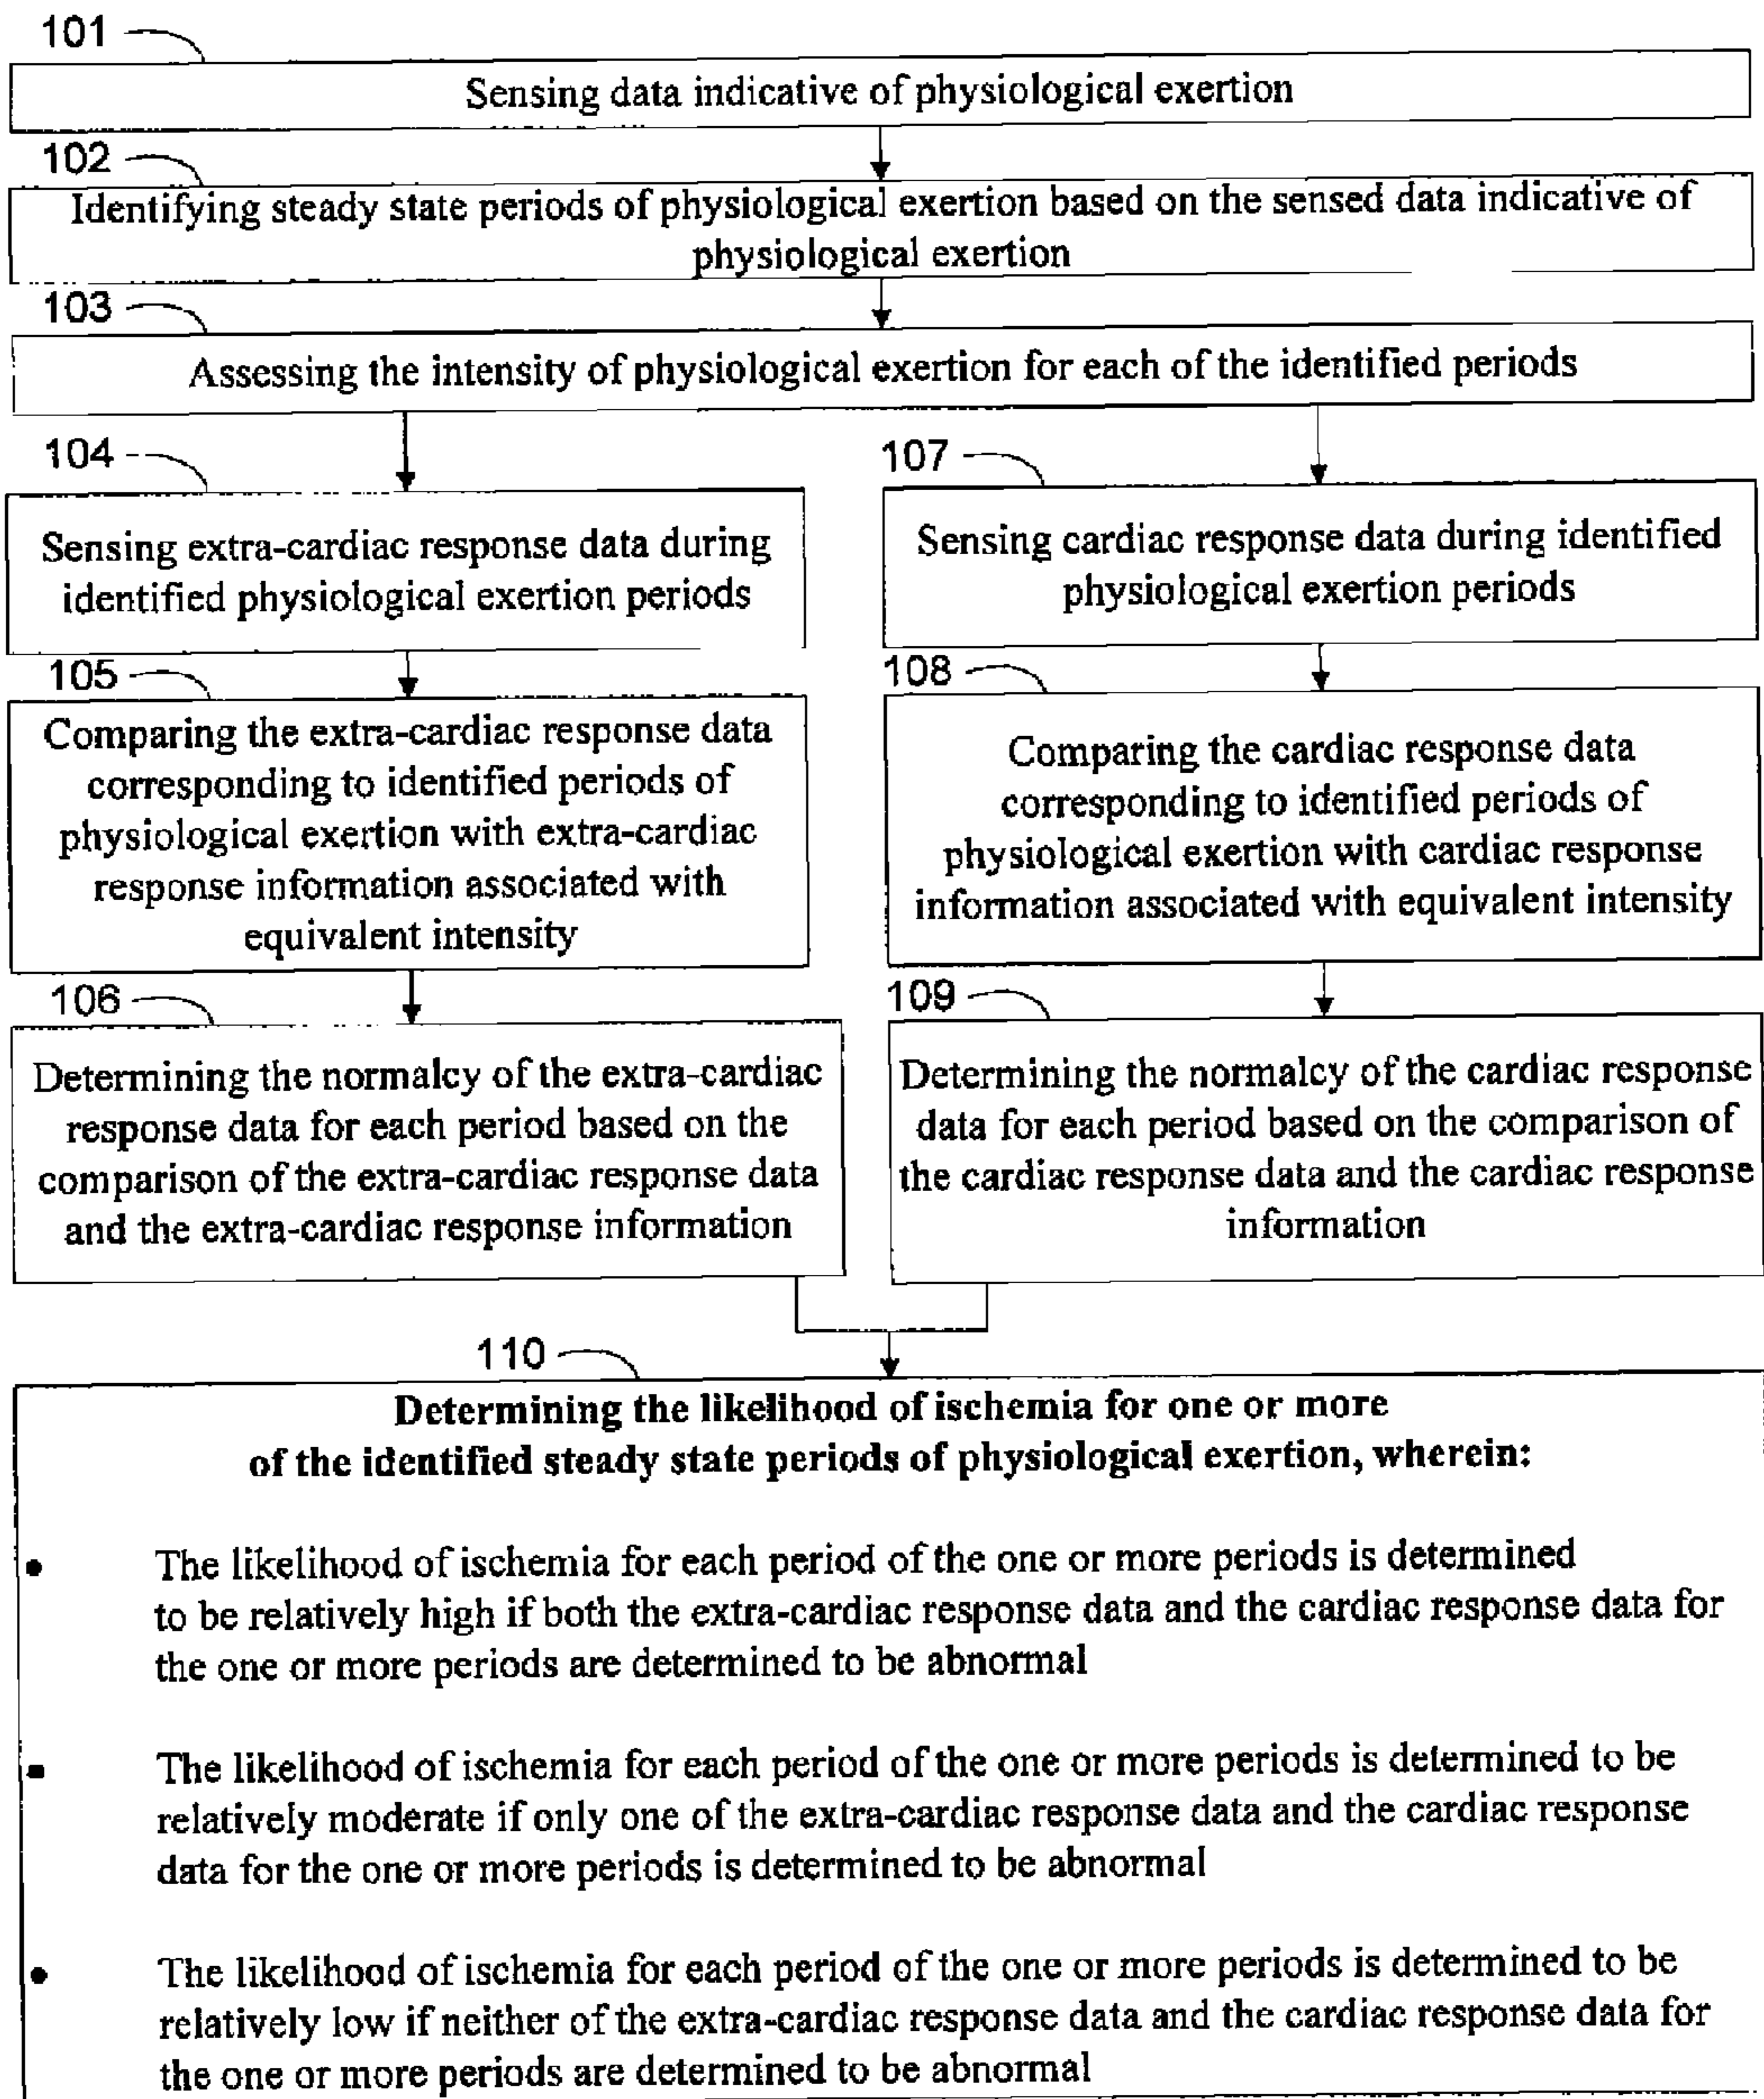 101
Sensing data indicative of physiological exertion
102
Identifying steady state periods of physiological exertion based on the sensed data indicative of
physiological exertion
103
Assessing the intensity of physiological exertion for each of the identified periods
104
Sensing extra-cardiac response data during
identified physiological exertion periods
105
Comparing the extra-cardiac response data
corresponding to identified periods of
physiological exertion with extra-cardiac
response information associated with
equivalent intensity
106
Determining the normalcy of the extra-cardiac
response data for each period based on the
comparison of the extra-cardiac response data
and the extra-cardiac response information
107
Sensing cardiac response data during identified
physiological exertion periods
108
Comparing the cardiac response data
corresponding to identified periods of
physiological exertion with cardiac response
information associated with equivalent intensity
109
Determining the normalcy of the cardiac response
data for each period based on the comparison of
the cardiac response data and the cardiac response
information
110
Determining the likelihood of ischemia for one or more
of the identified steady state periods of physiological exertion, wherein:
• The likelihood of ischemia for each period of the one or more periods is determined
to be relatively high if both the extra-cardiac response data and the cardiac response data for
the one or more periods are determined to be abnormal
▪ The likelihood of ischemia for each period of the one or more periods is determined to be
relatively moderate if only one of the extra-cardiac response data and the cardiac response
data for the one or more periods is determined to be abnormal
• The likelihood of ischemia for each period of the one or more periods is determined to be
relatively low if neither of the extra-cardiac response data and the cardiac response data for
the one or more periods are determined to be abnormal